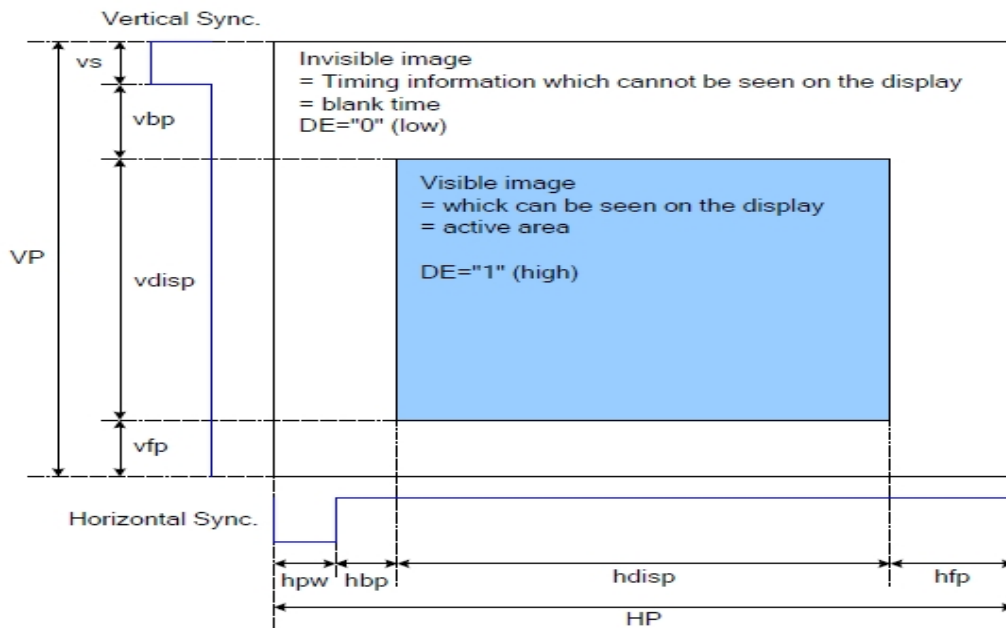 Vertical Sync.
vs
Invisible image
= Timing information which cannot be seen on the display
= blank time
DE="0" (low)
vbp
Visible image
= whick can be seen on the display
= active area
DE="1" (high)
VP
vdisp
vfp
Horizontal Sync.
hpw
hbp
hdisp
hfp
HP